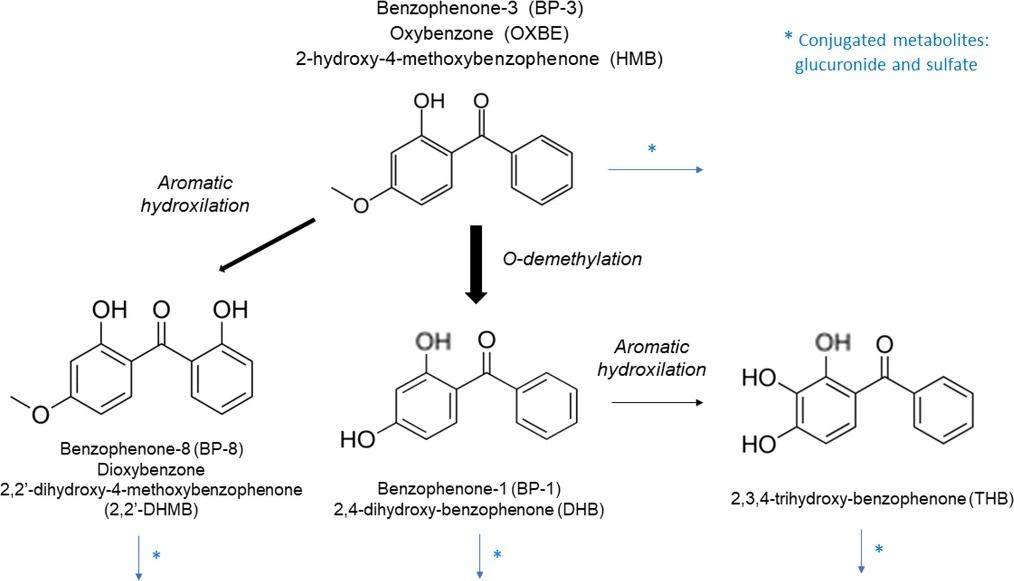 Benzophenone-3 (BP-3)
Oxybenzone (OXBE)
2-hydroxy-4-methoxybenzophenone (HMB)
* Conjugated metabolites:
glucuronide and sulfate
OH
O
O
*
Aromatic
hydroxilation
O-demethylation
OH
O
OH
O
Benzophenone-8 (BP-8)
Dioxybenzone
2,2'-dihydroxy-4-methoxybenzophenone
(2,2'-DHMB)
*
OH
O
HO
Benzophenone-1 (BP-1)
2,4-dihydroxy-benzophenone (DHB)
*
Aromatic
hydroxilation
OH
O
HO
HO
2,3,4-trihydroxy-benzophenone (THB)
*